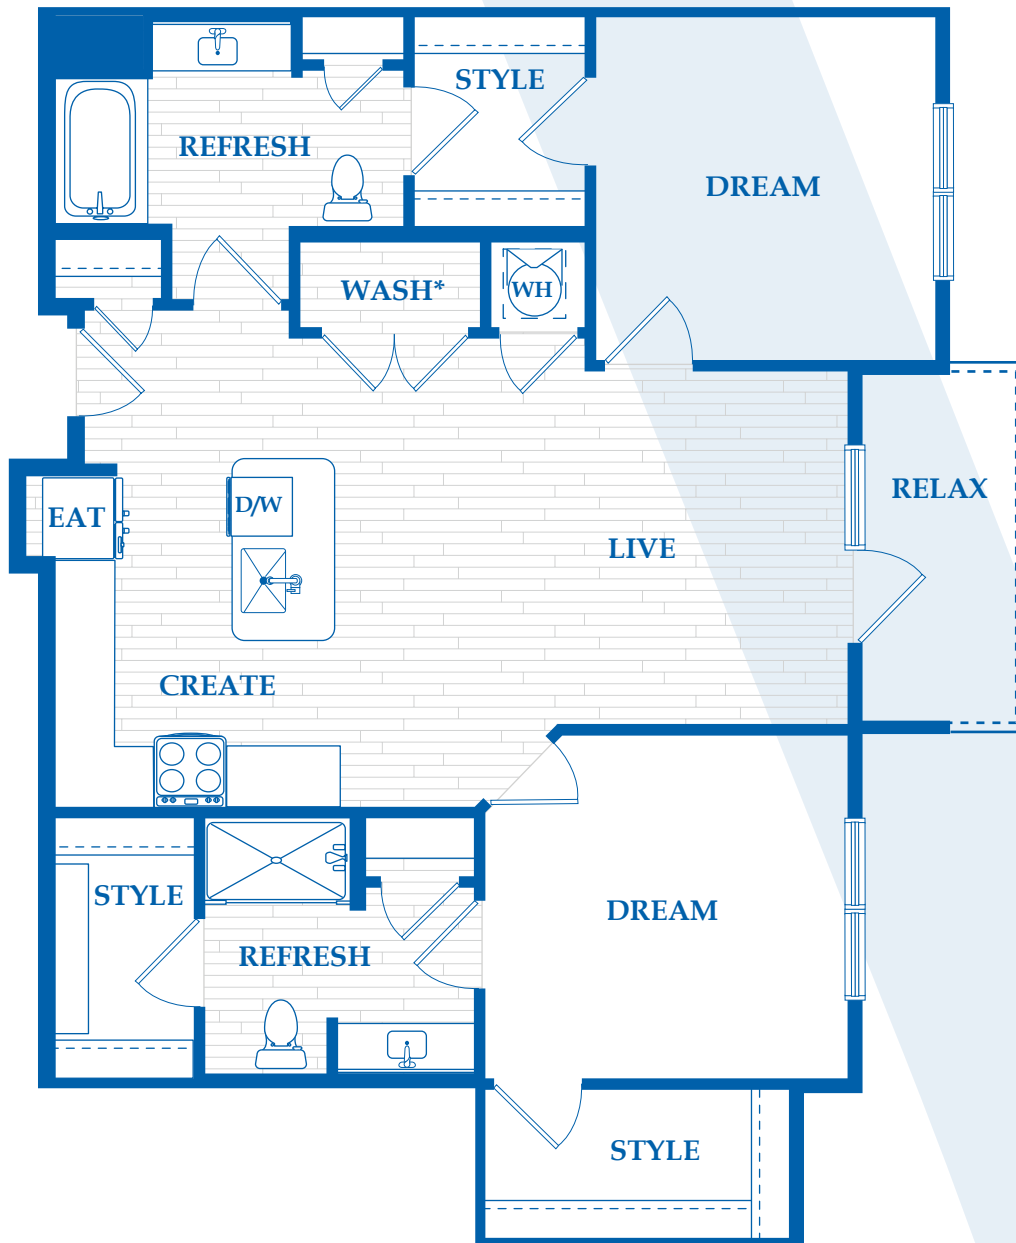 STYLE
REFRESH
DREAM
WASH*
WH
EAT
D/W
RELAX
LIVE
CREATE
STYLE
DREAM
REFRESH
STYLE